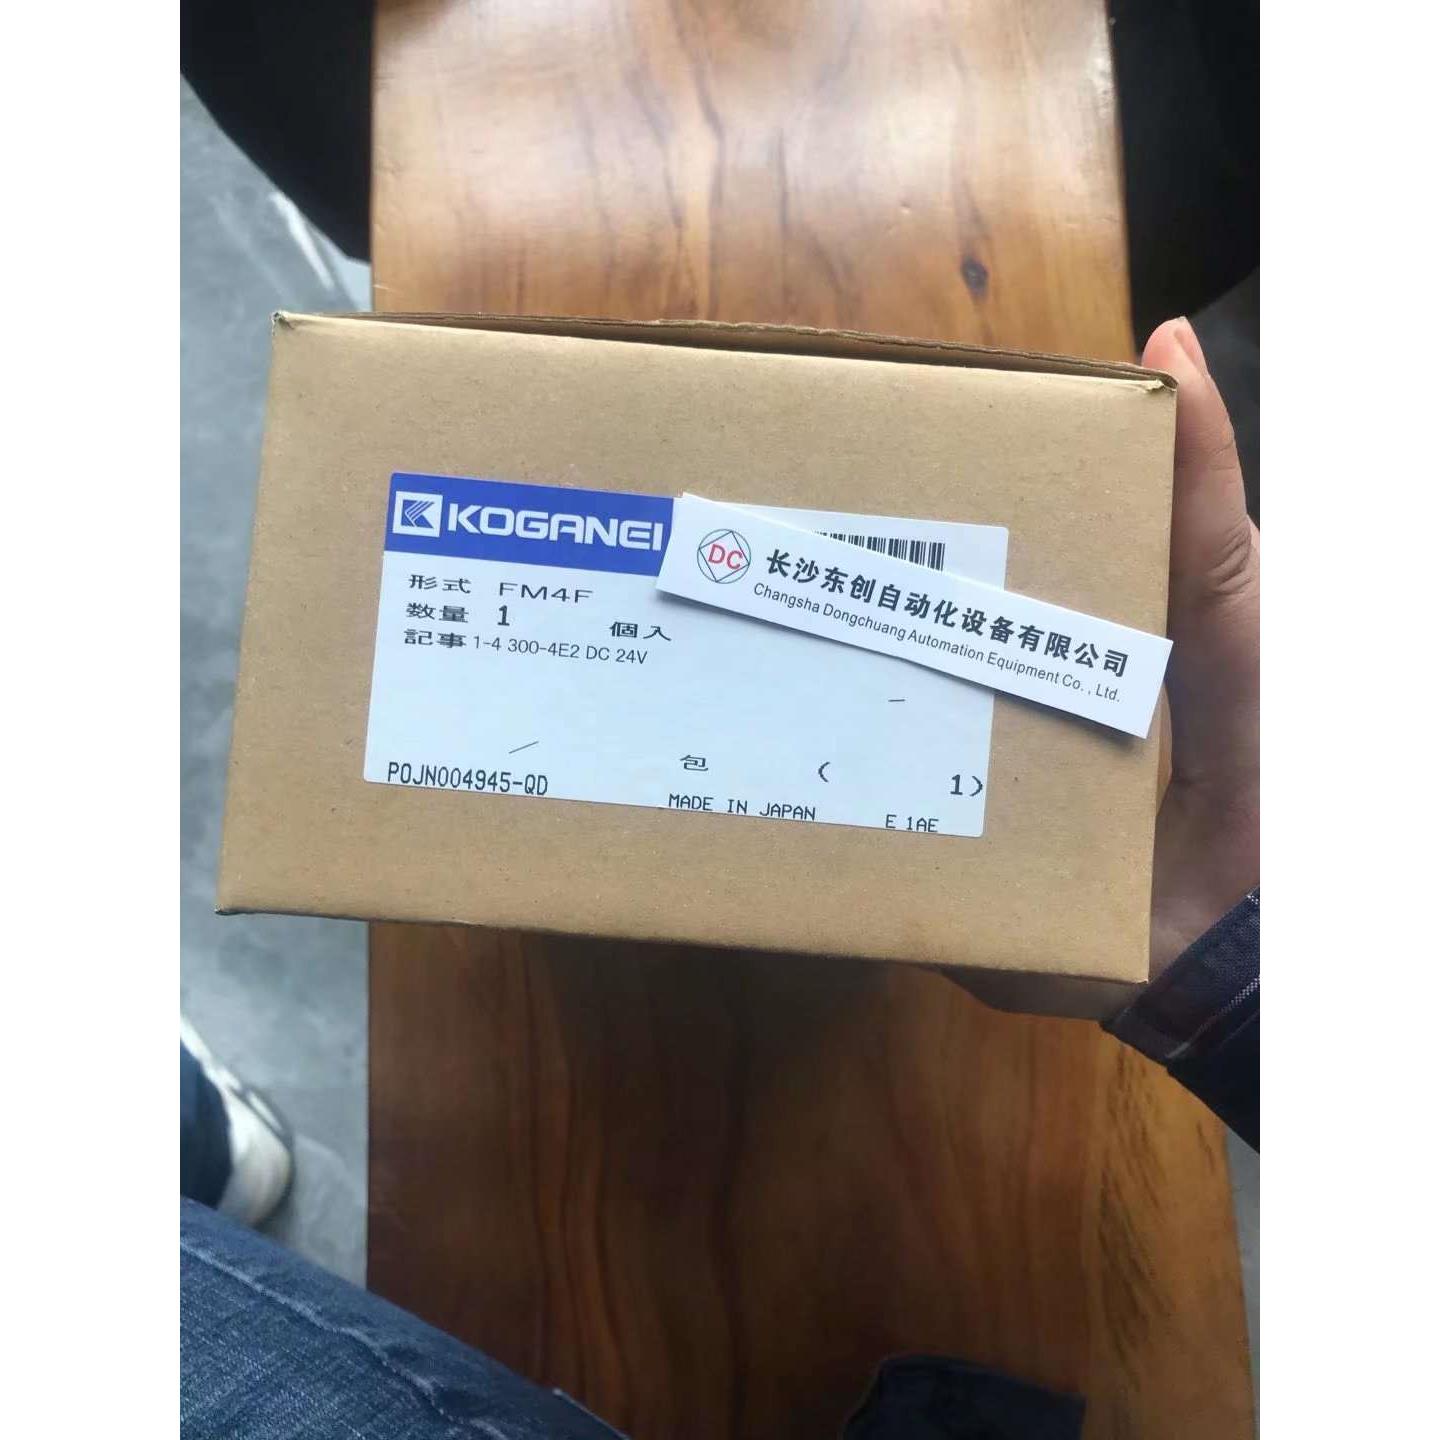 KOGANEI
DC
长沙东创自动化设备有限公司
Changsha Dongchuang Automation Equipment Co., Ltd.
形式 FM4F
数量 1 個入
記事 1-4 300-4E2 DC 24V
包 ( 1)
POJN004945-QD
MADE IN JAPAN E 1AE